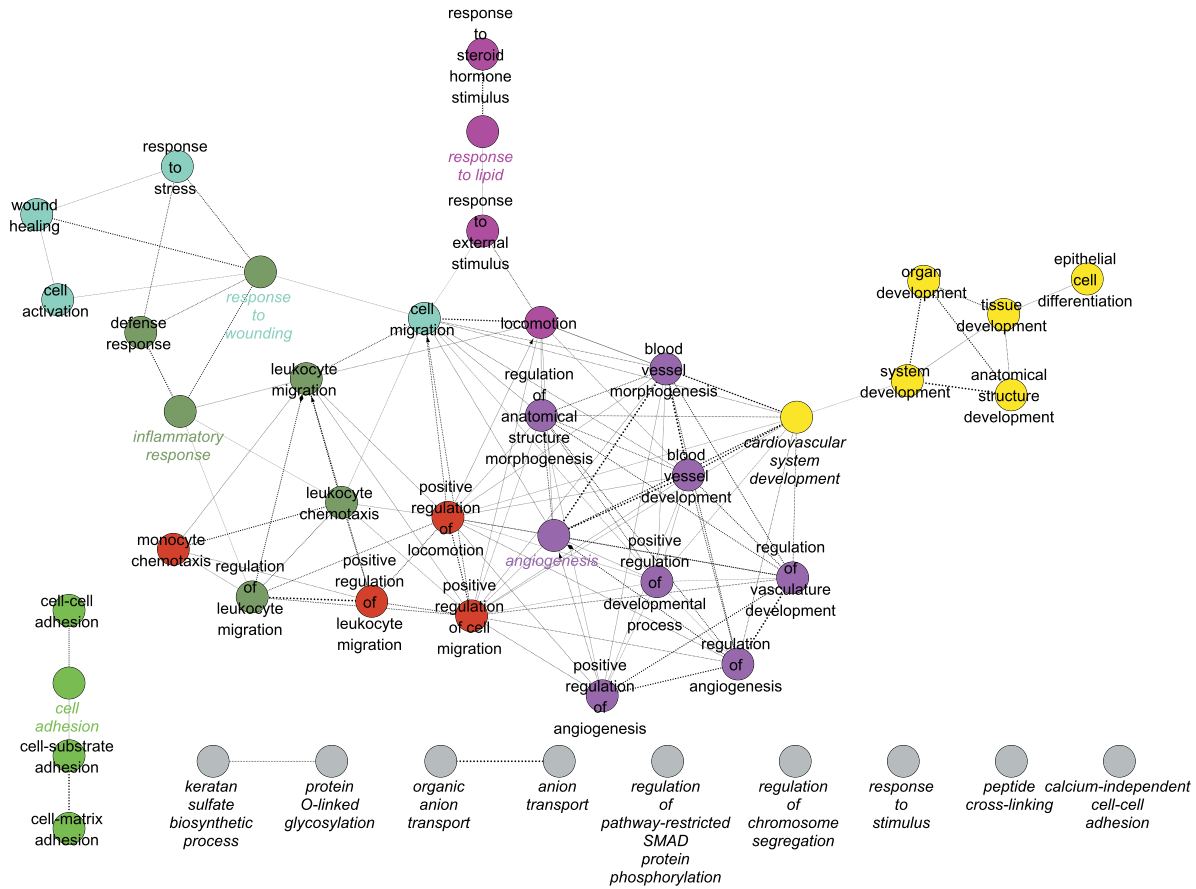 response
to
steroid
hormone
stimulus
response
to lipid
response
to
external
stimulus
response
to
stress
wound
healing
cell
activation
response
to
wounding
defense
response
inflammatory
response
cell
migration
locomotion
leukocyte
migration
blood
vessel
morphogenesis
regulation
of
anatomical
structure
morphogenesis
cardiovascular
system
development
organ
development
epithelial
cell
differentiation
tissue
development
system
development
anatomical
structure
development
blood
vessel
development
leukocyte
chemotaxis
positive
regulation
of
locomotion
monocyte
chemotaxis
regulation
of
leukocyte
migration
positive
regulation
of
leukocyte
migration
positive
regulation
of cell
migration
angiogenesis
positive
regulation
of
developmental
process
regulation
of
vasculature
development
regulation
of
angiogenesis
positive
regulation
of
angiogenesis
cell-cell
adhesion
cell
adhesion
cell-substrate
adhesion
cell-matrix
adhesion
keratan
sulfate
biosynthetic
process
protein
O-linked
glycosylation
organic
anion
transport
anion
transport
regulation
of
pathway-restricted
SMAD
protein
phosphorylation
regulation
of
chromosome
segregation
response
to
stimulus
peptide
cross-linking
calcium-independent
cell-cell
adhesion